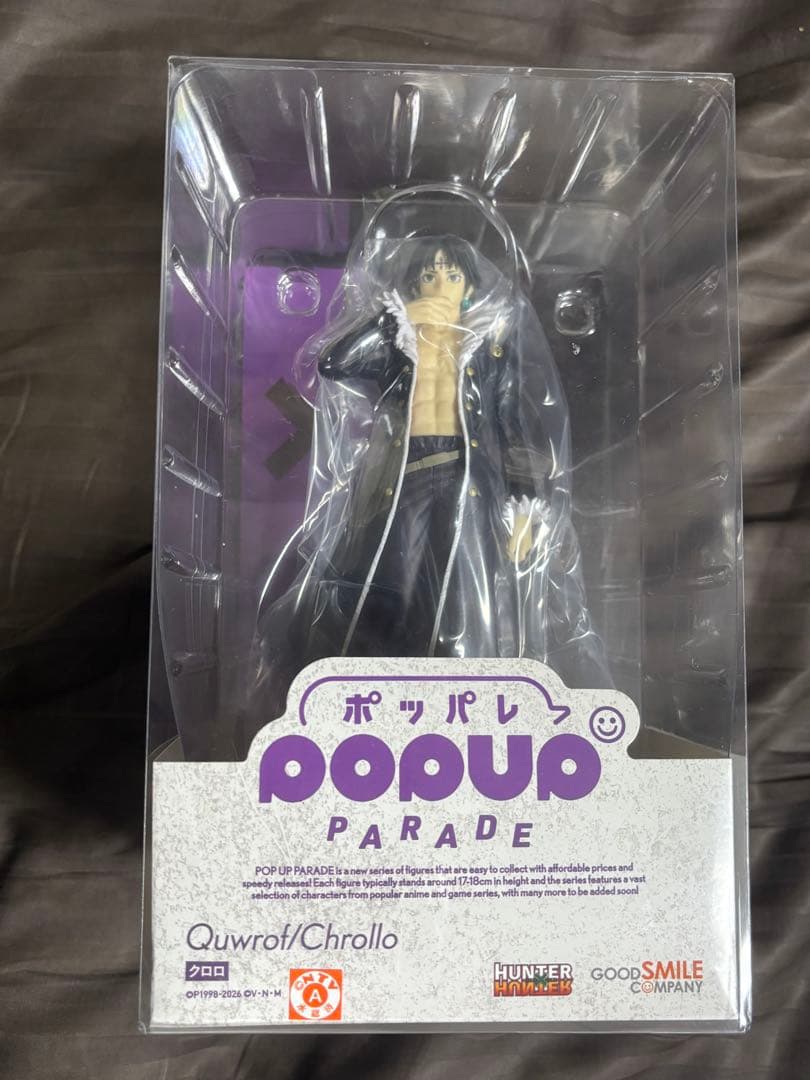 ポッパレ
POPUP
PARADE
POP UP PARADE is a new series of figures that are easy to collect with affordable prices and
speedy releases! Each figure typically stands around 17-18cm in height and the series features a vast
selection of characters from popular anime and game series, with many more to be added soon!
Quwrof/Chrollo
クロロ
©P1998-2026 ©V・N・M
NTV
A
HUNTER
HUNTER
GOOD SMILE
COMPANY